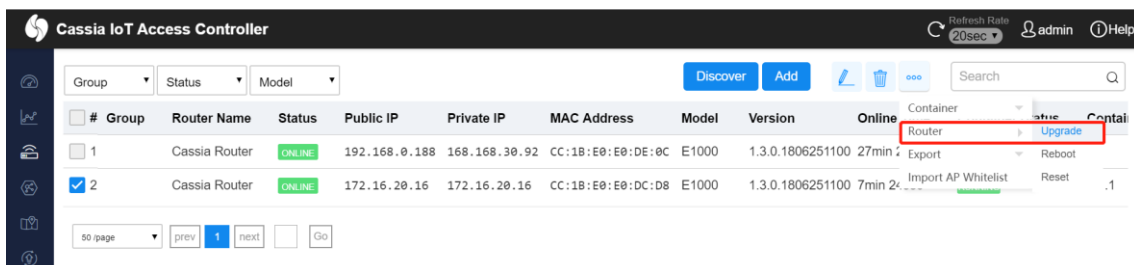 Cassia IoT Access Controller Refresh Rate 20sec admin Help
Group Status Model Discover Add Search
# Group Router Name Status Public IP Private IP MAC Address Model Version Online
Container
Router Upgrade
Export Reboot
Import AP Whitelist Reset
1 Cassia Router ONLINE 192.168.0.188 168.168.30.92 CC:1B:E0:E0:DE:0C E1000 1.3.0.1806251100 27min
2 Cassia Router ONLINE 172.16.20.16 172.16.20.16 CC:1B:E0:E0:DC:D8 E1000 1.3.0.1806251100 7min .1
50 /page prev 1 next Go